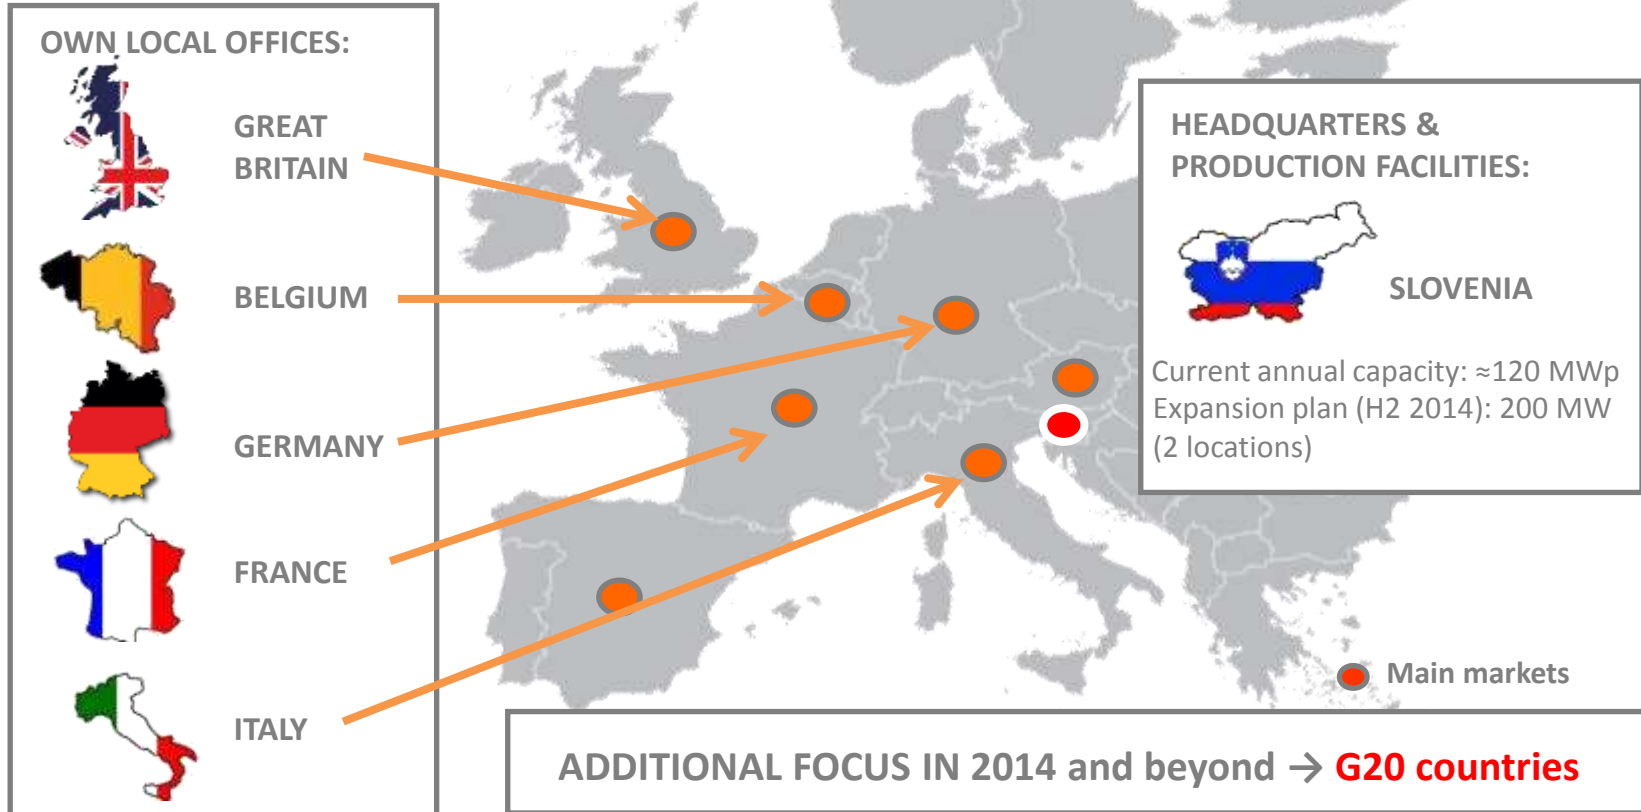 OWN LOCAL OFFICES:
GREAT
BRITAIN
BELGIUM
GERMANY
FRANCE
ITALY
HEADQUARTERS &
PRODUCTION FACILITIES:
SLOVENIA
Current annual capacity: ≈120 MWp
Expansion plan (H2 2014): 200 MW
(2 locations)
Main markets
ADDITIONAL FOCUS IN 2014 and beyond → G20 countries